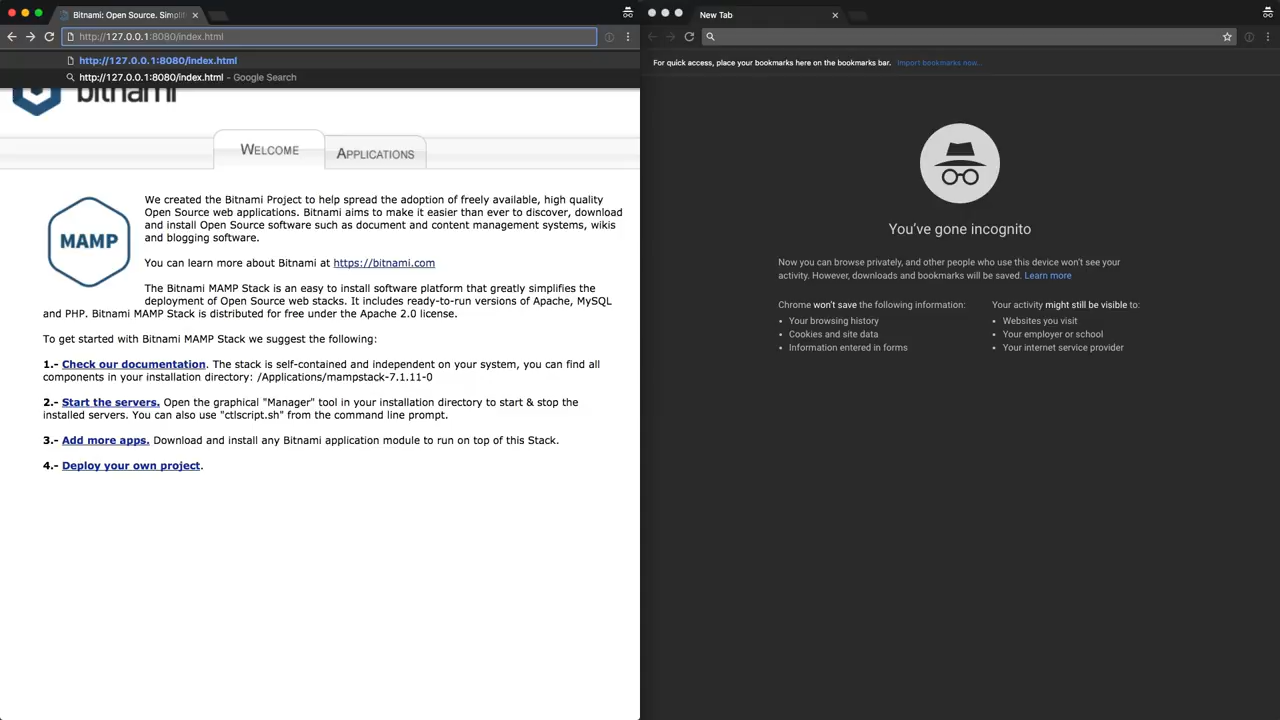 Bitnami: Open Source. Simplif
http://127.0.0.1:8080/index.html
http://127.0.0.1:8080/index.html
http://127.0.0.1:8080/index.html - Google Search
bitnami
WELCOME
APPLICATIONS
MAMP
We created the Bitnami Project to help spread the adoption of freely available, high quality
Open Source web applications. Bitnami aims to make it easier than ever to discover, download
and install Open Source software such as document and content management systems, wikis
and blogging software.
You can learn more about Bitnami at https://bitnami.com
The Bitnami MAMP Stack is an easy to install software platform that greatly simplifies the
deployment of Open Source web stacks. It includes ready-to-run versions of Apache, MySQL
and PHP. Bitnami MAMP Stack is distributed for free under the Apache 2.0 license.
To get started with Bitnami MAMP Stack we suggest the following:
1.- Check our documentation. The stack is self-contained and independent on your system, you can find all
components in your installation directory: /Applications/mampstack-7.1.11-0
2.- Start the servers. Open the graphical "Manager" tool in your installation directory to start & stop the
installed servers. You can also use "ctlscript.sh" from the command line prompt.
3.- Add more apps. Download and install any Bitnami application module to run on top of this Stack.
4.- Deploy your own project.
New Tab
For quick access, place your bookmarks here on the bookmarks bar. Import bookmarks now...
You've gone incognito
Now you can browse privately, and other people who use this device won't see your
activity. However, downloads and bookmarks will be saved. Learn more
Chrome won't save the following information:
• Your browsing history
• Cookies and site data
• Information entered in forms
Your activity might still be visible to:
• Websites you visit
• Your employer or school
• Your internet service provider